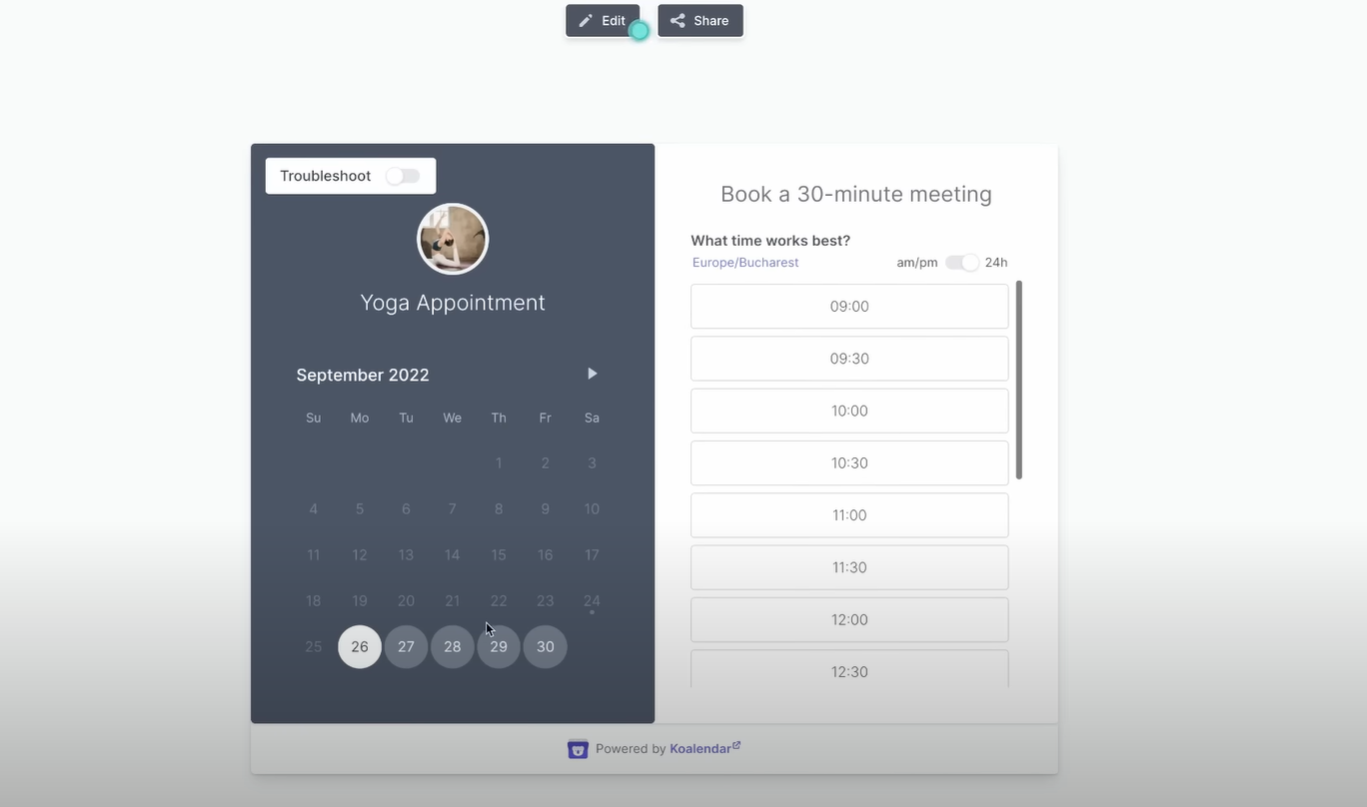 Edit Share
Troubleshoot
Yoga Appointment
September 2022
Su Mo Tu We Th Fr Sa
1 2 3
4 5 6 7 8 9 10
11 12 13 14 15 16 17
18 19 20 21 22 23 24
25 26 27 28 29 30
Book a 30-minute meeting
What time works best?
Europe/Bucharest am/pm 24h
09:00
09:30
10:00
10:30
11:00
11:30
12:00
12:30
Powered by Koalendar